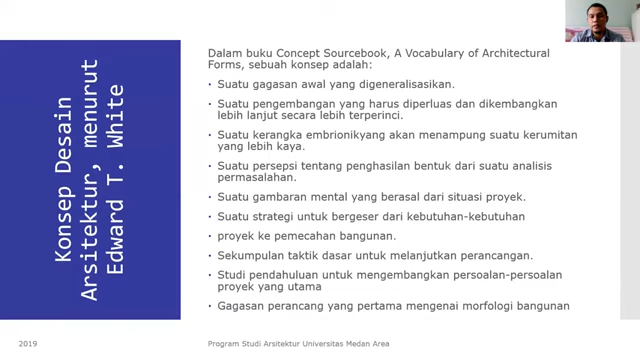 Konsep Desain
Arsitektur, menurut
Edward T. White
Dalam buku Concept Sourcebook, A Vocabulary of Architectural
Forms, sebuah konsep adalah:
• Suatu gagasan awal yang digeneralisasikan.
• Suatu pengembangan yang harus diperluas dan dikembangkan
lebih lanjut secara lebih terperinci.
• Suatu kerangka embrionikyang akan menampung suatu kerumitan
yang lebih kaya.
• Suatu persepsi tentang penghasilan bentuk dari suatu analisis
permasalahan.
• Suatu gambaran mental yang berasal dari situasi proyek.
• Suatu strategi untuk bergeser dari kebutuhan-kebutuhan
• proyek ke pemecahan bangunan.
• Sekumpulan taktik dasar untuk melanjutkan perancangan.
• Studi pendahuluan untuk mengembangkan persoalan-persoalan
proyek yang utama
• Gagasan perancang yang pertama mengenai morfologi bangunan
2019
Program Studi Arsitektur Universitas Medan Area